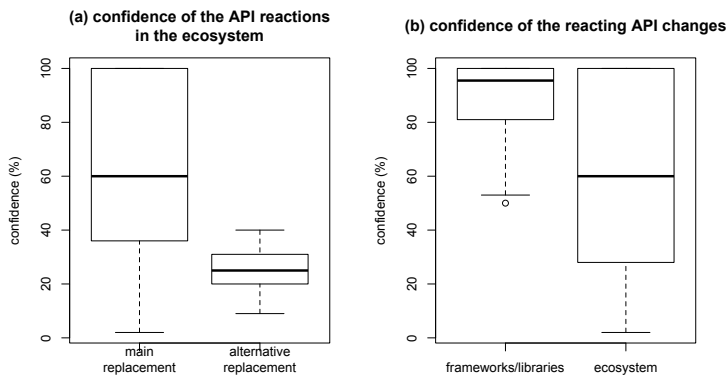 (a) confidence of the API reactions
in the ecosystem
confidence (%)
100
80
60
40
20
0
main
replacement
alternative
replacement
(b) confidence of the reacting API changes
confidence (%)
100
80
60
40
20
0
frameworks/libraries
ecosystem